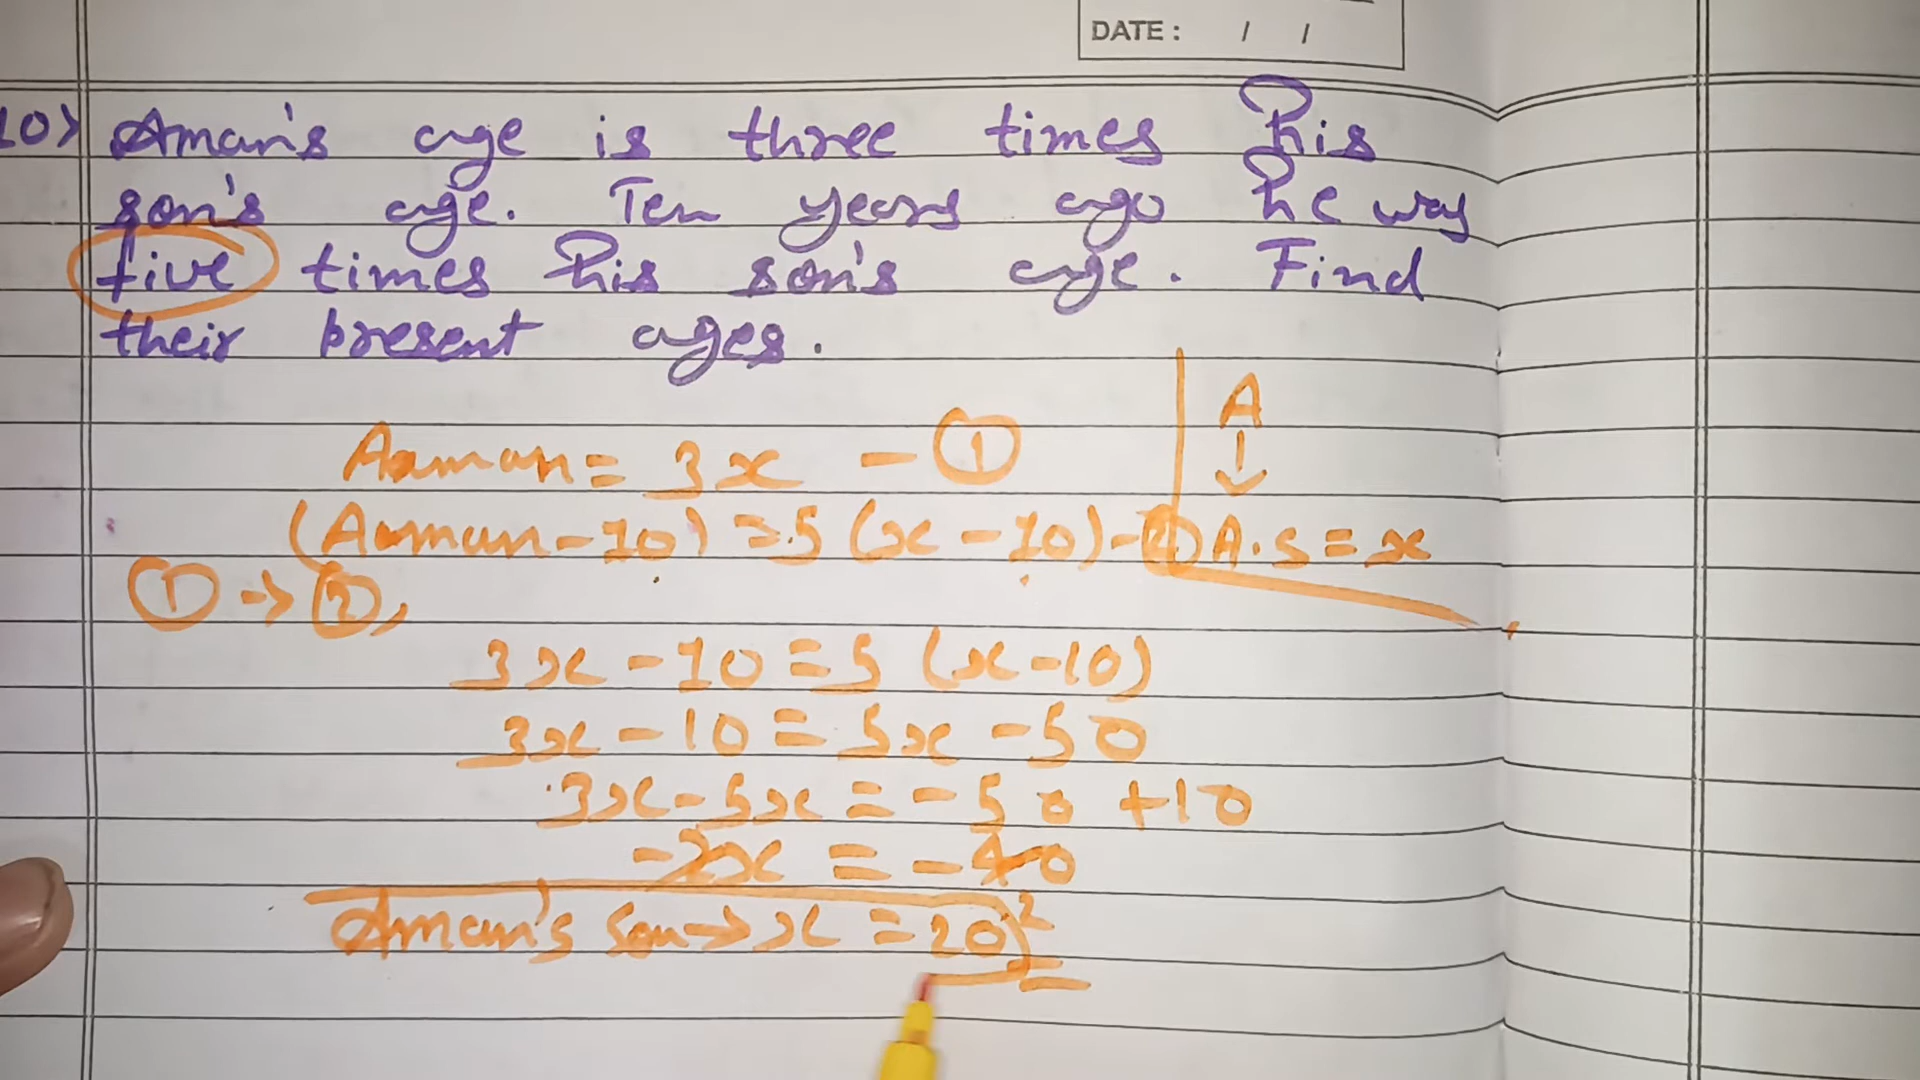 DATE : / /
10) Aman's age is three times his
son's age. Ten years ago he was
five times his son's age. Find
their present ages.
A
Aaman = 3x - ①
(Aaman - 10) = 5 (x - 10) - ② A.S = x
① → ②,
3x - 10 = 5 (x - 10)
3x - 10 = 5x - 50
3x - 5x = - 50 + 10
- 2x = - 40
Aman's son → x = 20 2